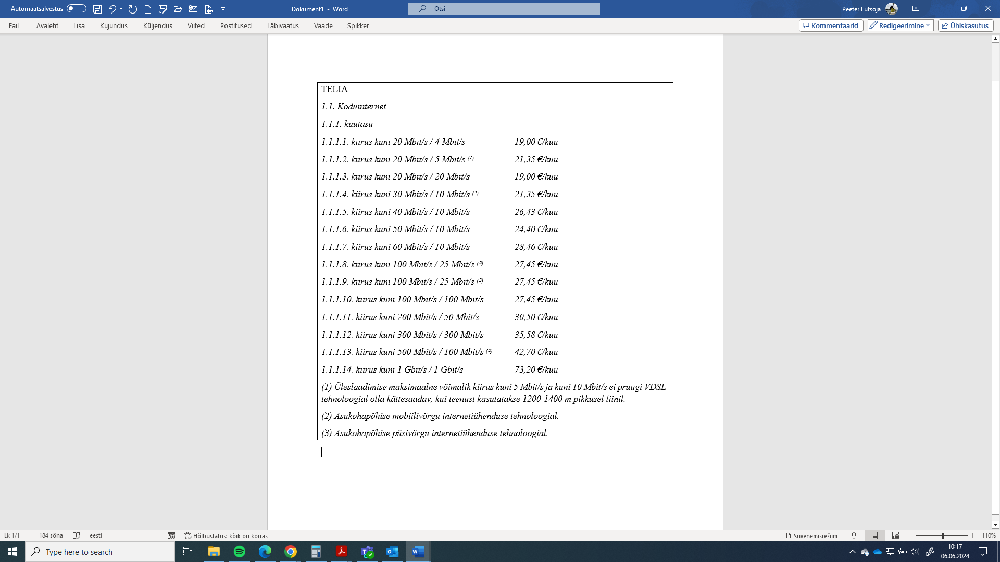 Automaatsalvestus
Dokument1 - Word
Otsi
Peeter Lutsoja
Fail Avaleht Lisa Kujundus Küljendus Viited Postitused Läbivaatus Vaade Spikker
Kommentaarid Redigeerimine Ühiskasutus
TELIA
1.1. Koduinternet
1.1.1. kuutasu
1.1.1.1. kiirus kuni 20 Mbit/s / 4 Mbit/s 19,00 €/kuu
1.1.1.2. kiirus kuni 20 Mbit/s / 5 Mbit/s ⁽²⁾ 21,35 €/kuu
1.1.1.3. kiirus kuni 20 Mbit/s / 20 Mbit/s 19,00 €/kuu
1.1.1.4. kiirus kuni 30 Mbit/s / 10 Mbit/s ⁽¹⁾ 21,35 €/kuu
1.1.1.5. kiirus kuni 40 Mbit/s / 10 Mbit/s 26,43 €/kuu
1.1.1.6. kiirus kuni 50 Mbit/s / 10 Mbit/s 24,40 €/kuu
1.1.1.7. kiirus kuni 60 Mbit/s / 10 Mbit/s 28,46 €/kuu
1.1.1.8. kiirus kuni 100 Mbit/s / 25 Mbit/s ⁽²⁾ 27,45 €/kuu
1.1.1.9. kiirus kuni 100 Mbit/s / 25 Mbit/s ⁽³⁾ 27,45 €/kuu
1.1.1.10. kiirus kuni 100 Mbit/s / 100 Mbit/s 27,45 €/kuu
1.1.1.11. kiirus kuni 200 Mbit/s / 50 Mbit/s 30,50 €/kuu
1.1.1.12. kiirus kuni 300 Mbit/s / 300 Mbit/s 35,58 €/kuu
1.1.1.13. kiirus kuni 500 Mbit/s / 100 Mbit/s ⁽²⁾ 42,70 €/kuu
1.1.1.14. kiirus kuni 1 Gbit/s / 1 Gbit/s 73,20 €/kuu
(1) Üleslaadimise maksimaalne võimalik kiirus kuni 5 Mbit/s ja kuni 10 Mbit/s ei pruugi VDSL-
tehnoloogial olla kättesaadav, kui teenust kasutatakse 1200-1400 m pikkusel liinil.
(2) Asukohapõhise mobiilivõrgu internetiühenduse tehnoloogial.
(3) Asukohapõhise püsivõrgu internetiühenduse tehnoloogial.
Lk 1/1 184 sõna eesti Hõlbustatus: kõik on korras Süvenemisrežiim 110%
Type here to search
10:17
06.06.2024